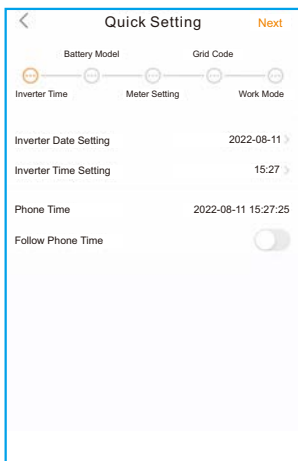 Quick Setting Next
Battery Model Grid Code
Inverter Time Meter Setting Work Mode
Inverter Date Setting 2022-08-11
Inverter Time Setting 15:27
Phone Time 2022-08-11 15:27:25
Follow Phone Time